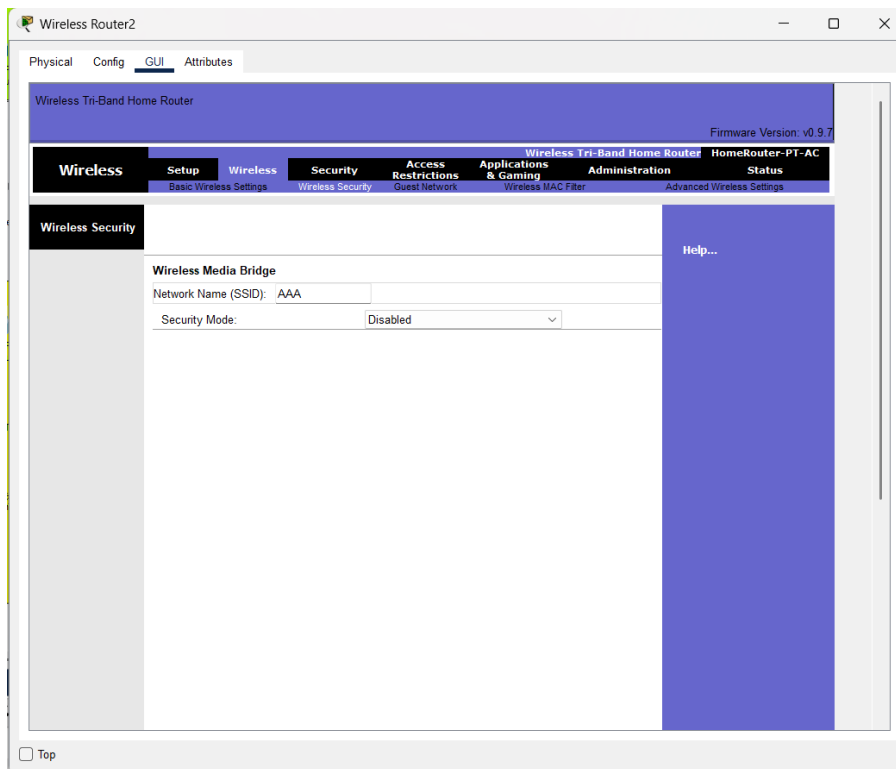 Wireless Router2
Physical Config GUI Attributes
Wireless Tri-Band Home Router
Firmware Version: v0.9.7
Wireless Tri-Band Home Router HomeRouter-PT-AC
Wireless
Setup Wireless Security Access Restrictions Applications & Gaming Administration Status
Basic Wireless Settings Wireless Security Guest Network Wireless MAC Filter Advanced Wireless Settings
Wireless Security
Help...
Wireless Media Bridge
Network Name (SSID): AAA
Security Mode: Disabled
Top